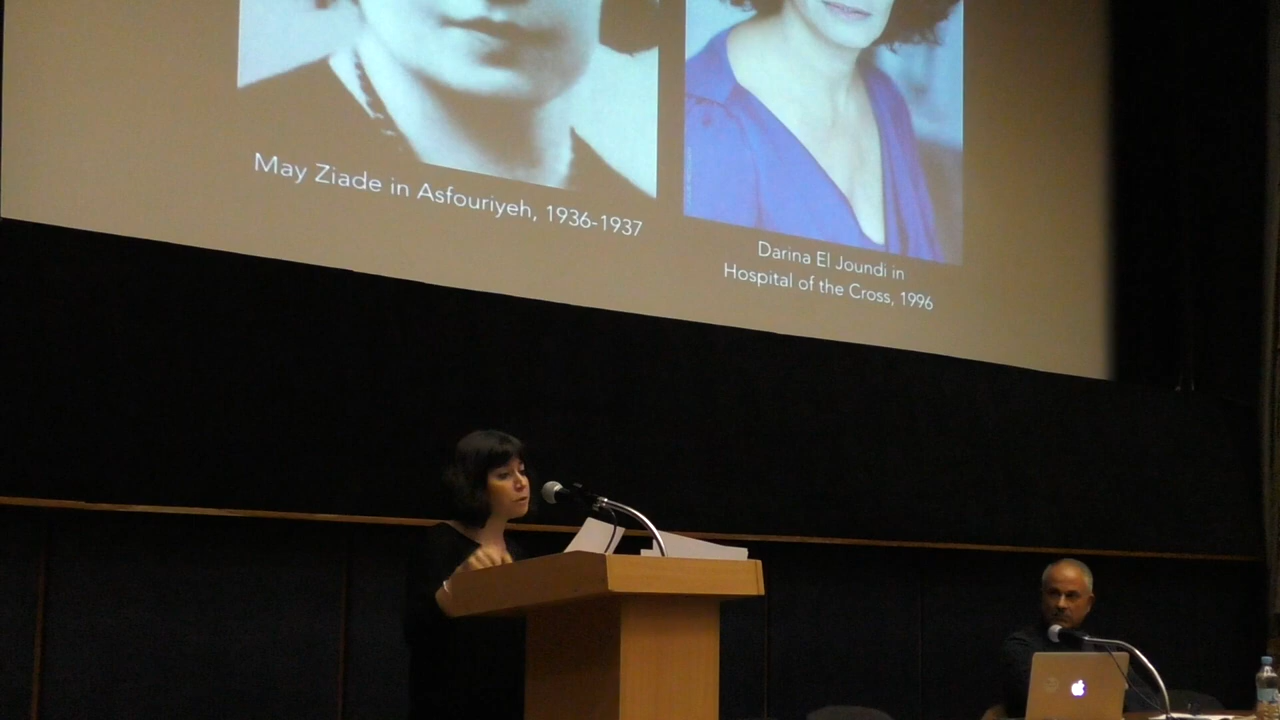 May Ziade in Asfouriyeh, 1936-1937
Darina El Joundi in
Hospital of the Cross, 1996